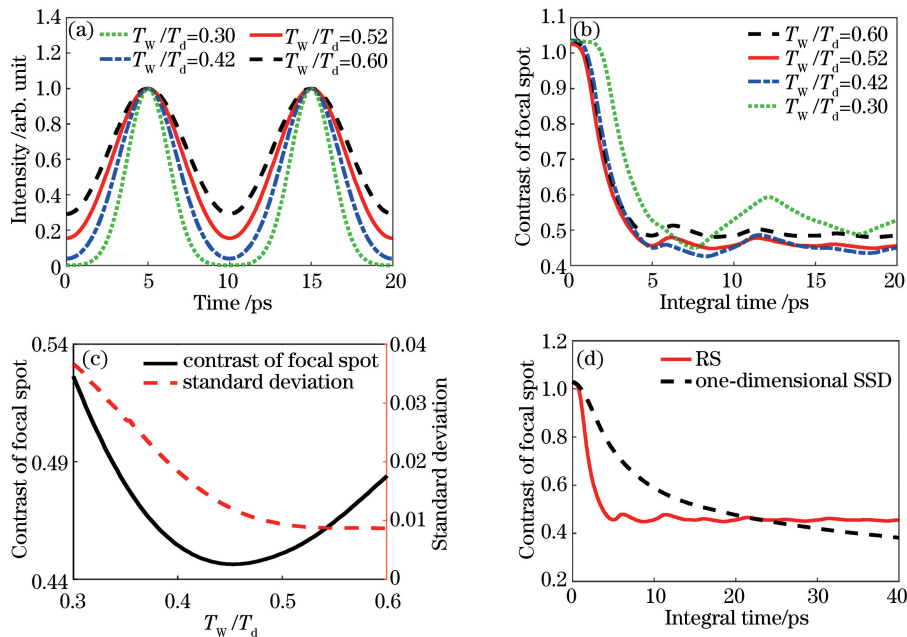 (a)
1.4
1.2
1.0
0.8
0.6
0.4
0.2
0
Intensity /arb. unit
T_W/T_d=0.30
T_W/T_d=0.52
T_W/T_d=0.42
T_W/T_d=0.60
0 5 10 15 20
Time /ps
(b)
1.1
1.0
0.9
0.8
0.7
0.6
0.5
0.4
Contrast of focal spot
T_W/T_d=0.60
T_W/T_d=0.52
T_W/T_d=0.42
T_W/T_d=0.30
0 5 10 15 20
Integral time /ps
(c)
0.54
0.49
0.44
Contrast of focal spot
contrast of focal spot
standard deviation
0.04
0.03
0.02
0.01
0
Standard deviation
0.3 0.4 0.5 0.6
T_W/T_d
(d)
1.2
1.0
0.8
0.6
0.4
0.2
Contrast of focal spot
RS
one-dimensional SSD
0 10 20 30 40
Integral time/ps